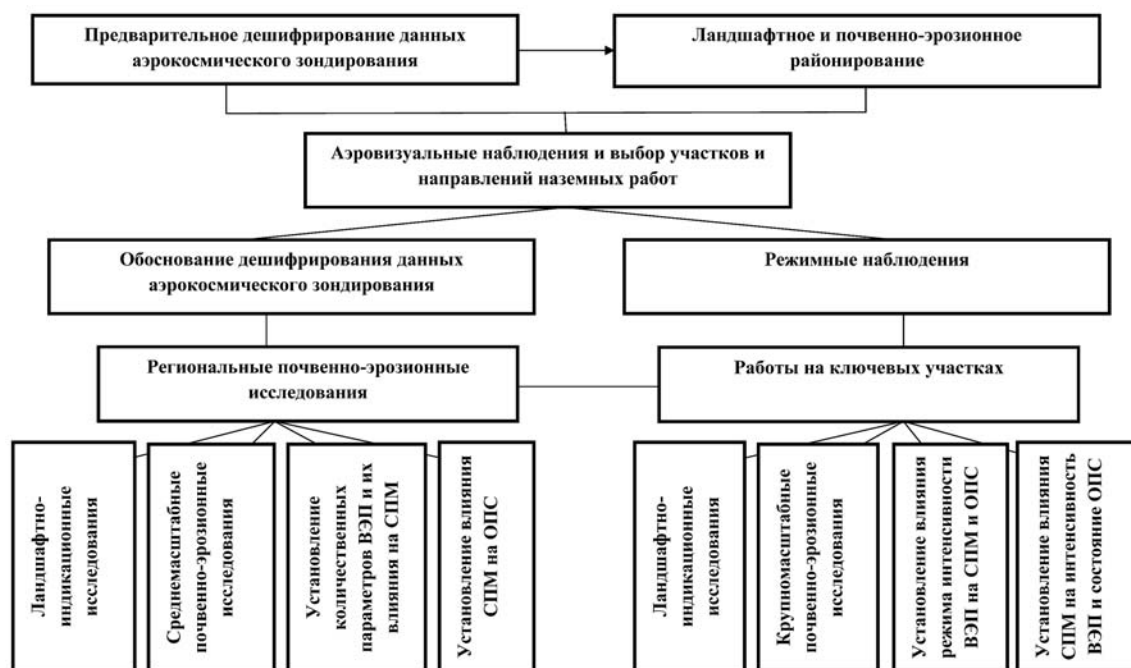 Предварительное дешифрирование данных
аэрокосмического зондирования
Ландшафтное и почвенно-эрозионное
районирование
Аэровизуальные наблюдения и выбор участков и
направлений наземных работ
Обоснование дешифрирования данных
аэрокосмического зондирования
Режимные наблюдения
Региональные почвенно-эрозионные
исследования
Работы на ключевых участках
Ландшафтно-
индикационные
исследования
Среднемасштабные
почвенно-эрозионные
исследования
Установление
количественных
параметров ВЭП и их
влияния на СПМ
Установление влияния
СПМ на ОПС
Ландшафтно-
индикационные
исследования
Крупномасштабные
почвенно-эрозионные
исследования
Установление влияния
режима интенсивности
ВЭП на СПМ и ОПС
Установление влияния
СПМ на интенсивность
ВЭП и состояние ОПС